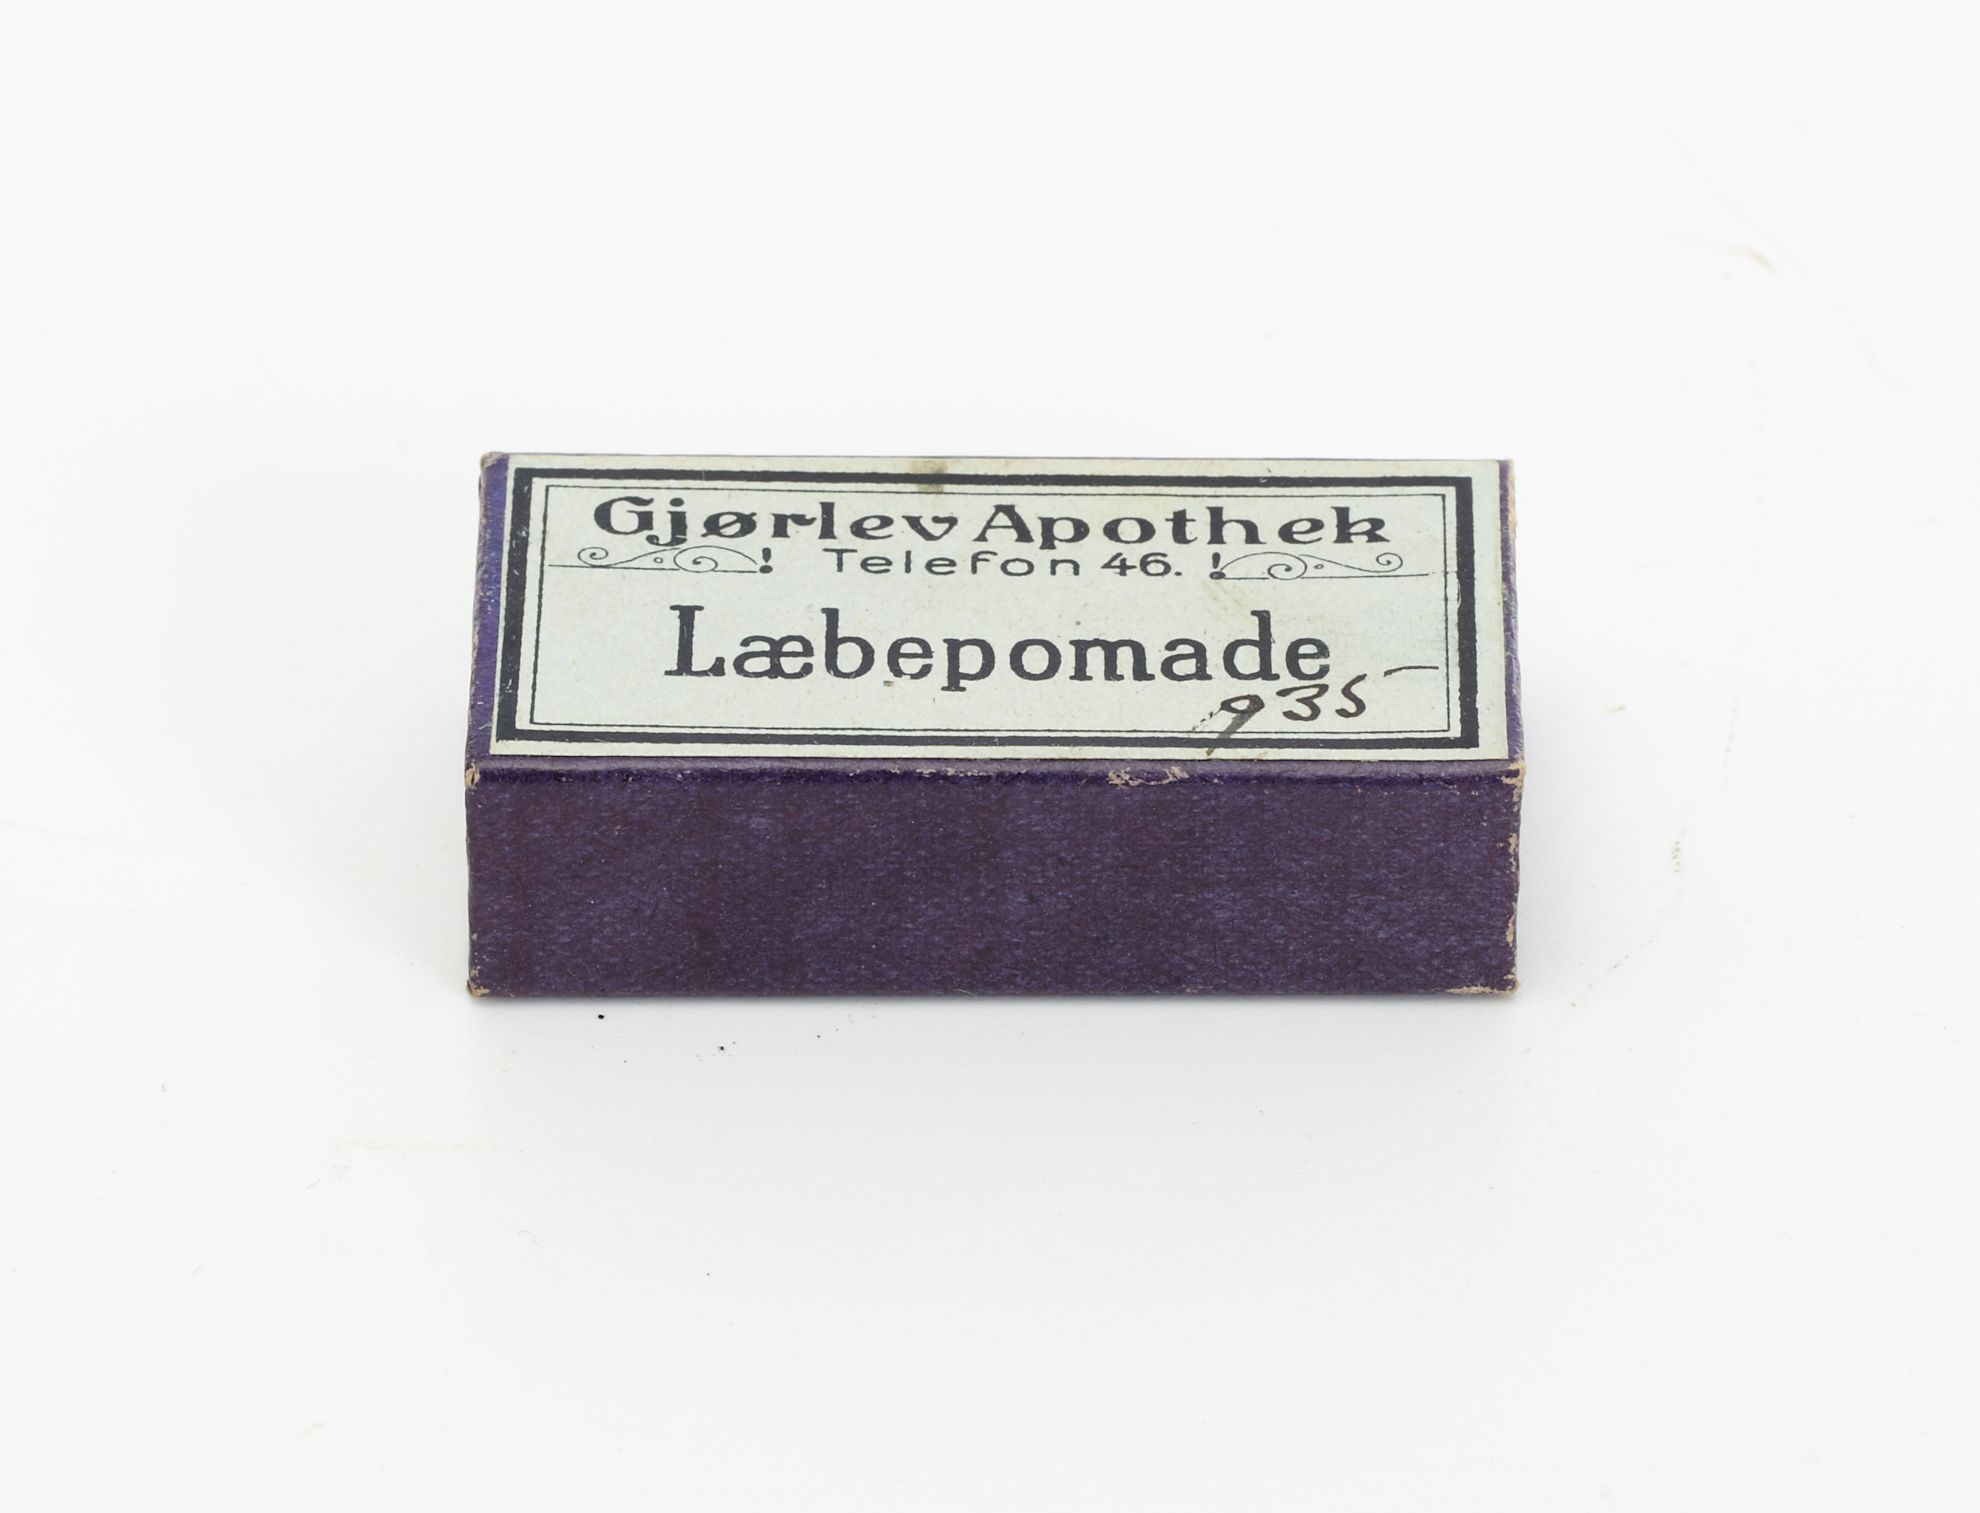 Gjørlev Apothek
! Telefon 46. !
Læbepomade
935